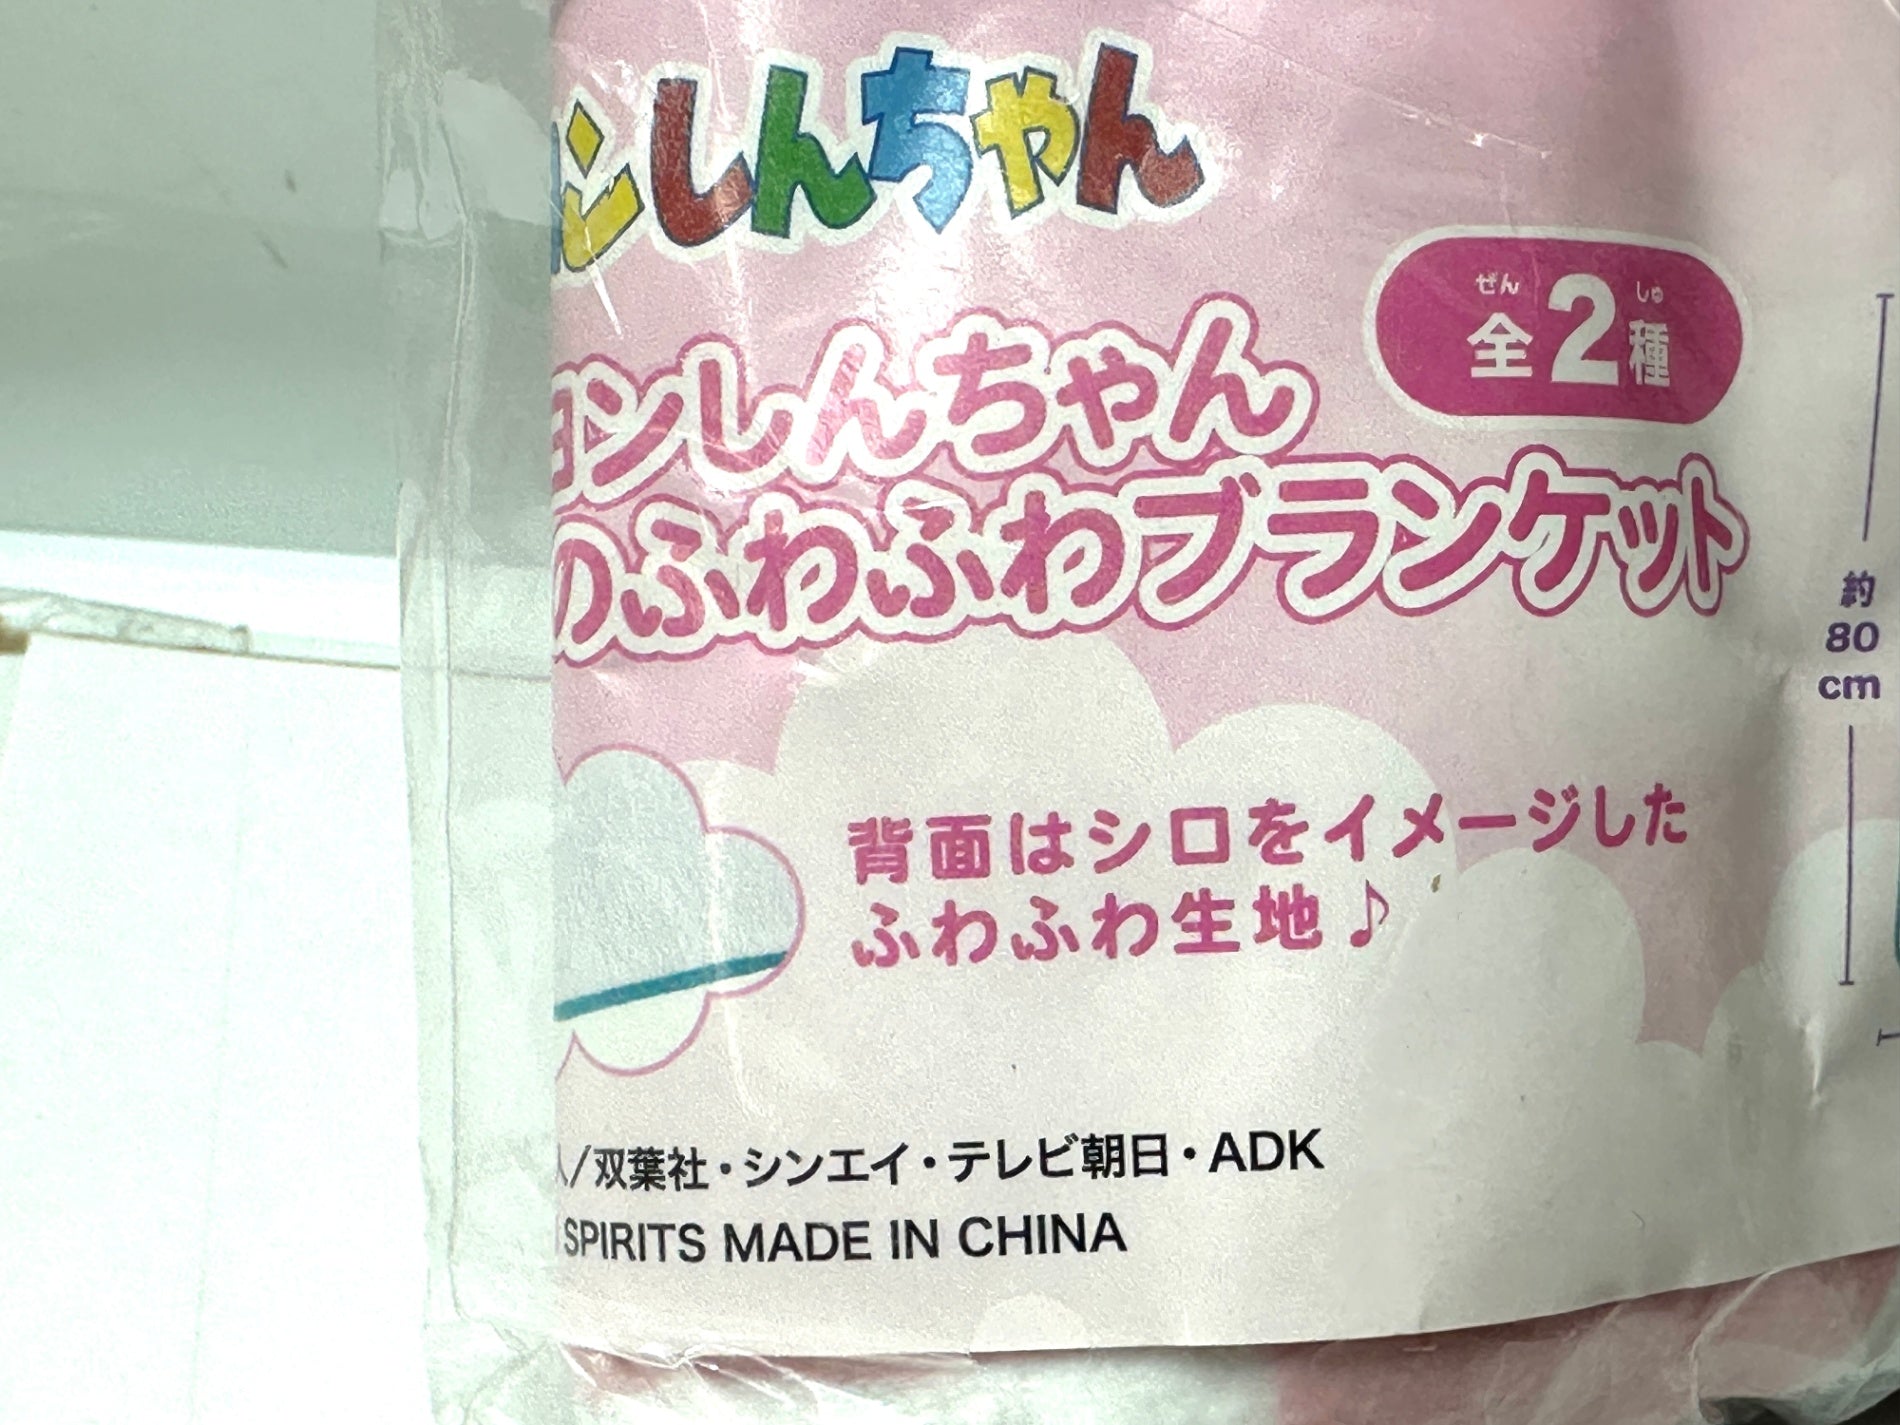 ンしんちゃん
ぜん しゅ
全2種
ヨンしんちゃん
のふわふわブランケット
約
80
cm
背面はシロをイメージした
ふわふわ生地♪
人/双葉社・シンエイ・テレビ朝日・ADK
SPIRITS MADE IN CHINA